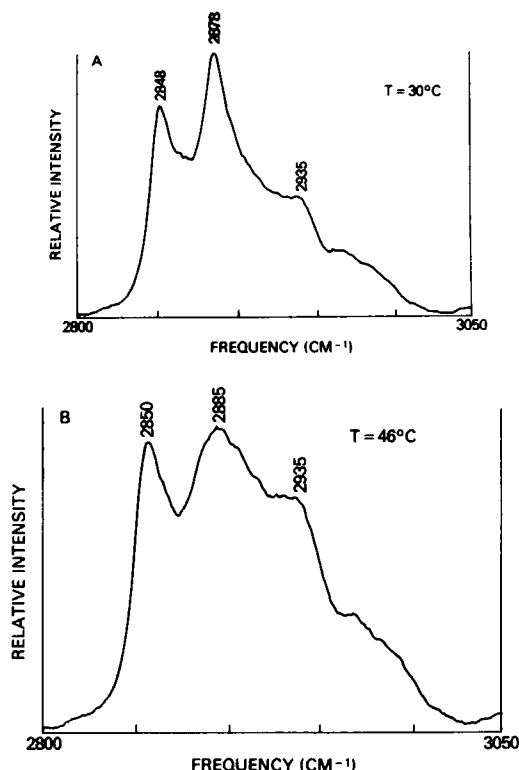 A
2848
2878
2935
T = 30°C
RELATIVE INTENSITY
2800
3050
FREQUENCY (CM-1)
B
2850
2885
2935
T = 46°C
RELATIVE INTENSITY
2800
3050
FREQUENCY (CM-1)